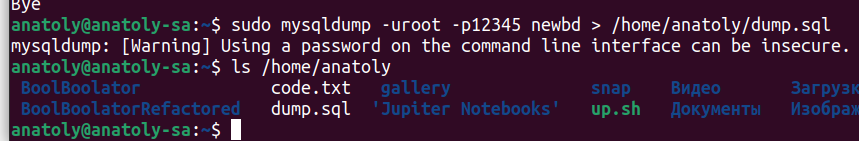 Bye
anatoly@anatoly-sa:~$ sudo mysqldump -uroot -p12345 newbd > /home/anatoly/dump.sql
mysqldump: [Warning] Using a password on the command line interface can be insecure.
anatoly@anatoly-sa:~$ ls /home/anatoly
BoolBoolator code.txt gallery snap Видео Загрузк
BoolBoolatorRefactored dump.sql 'Jupiter Notebooks' up.sh Документы Изображ
anatoly@anatoly-sa:~$